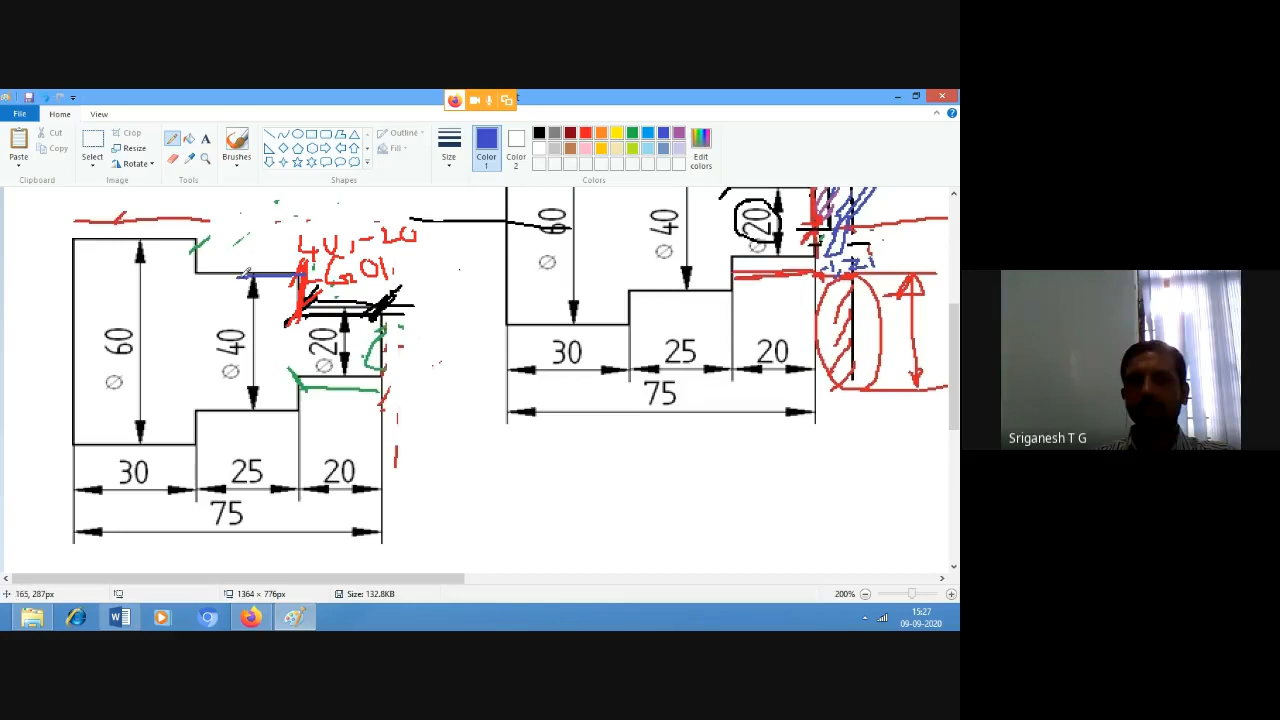 File
Home
View
Paste
Cut
Copy
Clipboard
Select
Crop
Resize
Rotate
Image
Tools
Brushes
Outline
Fill
Shapes
Size
Color 1
Color 2
Edit colors
Colors
⌀ 60
⌀ 40
⌀20
30
25
20
75
⌀ 60
⌀ 40
⌀20
30
25
20
75
Sriganesh T G
165, 287px
1364 × 776px
Size: 132.8KB
200%
15:27
09-09-2020